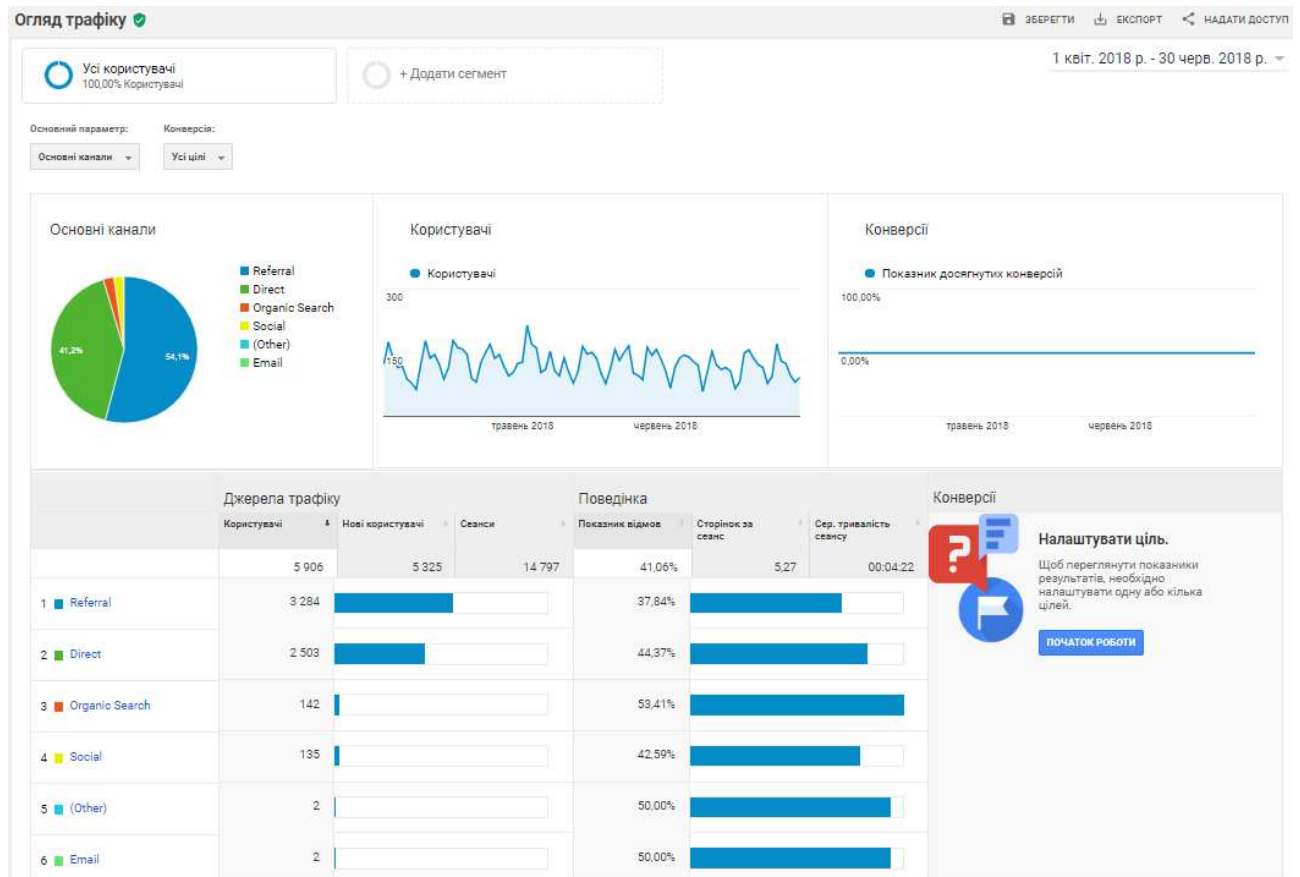 Огляд трафіку
ЗБЕРЕГТИ ЕКСПОРТ НАДАТИ ДОСТУП
Усі користувачі
100,00% Користувачі
+ Додати сегмент
1 квіт. 2018 р. - 30 черв. 2018 р.
Основний параметр: Конверсія:
Основні канали Усі цілі
Основні канали
Referral
Direct
Organic Search
Social
(Other)
Email
41,2%
54,1%
Користувачі
Користувачі
300
150
травень 2018 червень 2018
Конверсії
Показник досягнутих конверсій
100,00%
0,00%
травень 2018 червень 2018
Джерела трафіку Поведінка Конверсії
Користувачі Нові користувачі Сеанси Показник відмов Сторінок за сеанс Сер. тривалість сеансу
5 906 5 325 14 797 41,06% 5,27 00:04:22
1 Referral 3 284 37,84%
2 Direct 2 503 44,37%
3 Organic Search 142 53,41%
4 Social 135 42,59%
5 (Other) 2 50,00%
6 Email 2 50,00%
Налаштувати ціль.
Щоб переглянути показники
результатів, необхідно
налаштувати одну або кілька
цілей.
ПОЧАТОК РОБОТИ